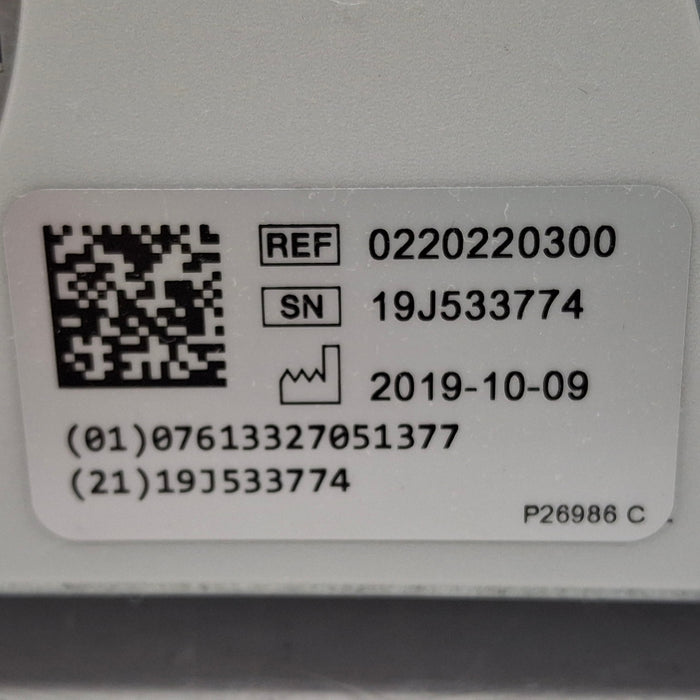 REF 0220220300
SN 19J533774
2019-10-09
(01)07613327051377
(21)19J533774
P26986 C